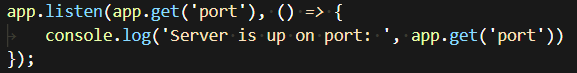 app.listen(app.get('port'), () => {
    console.log('Server is up on port: ', app.get('port'))
});